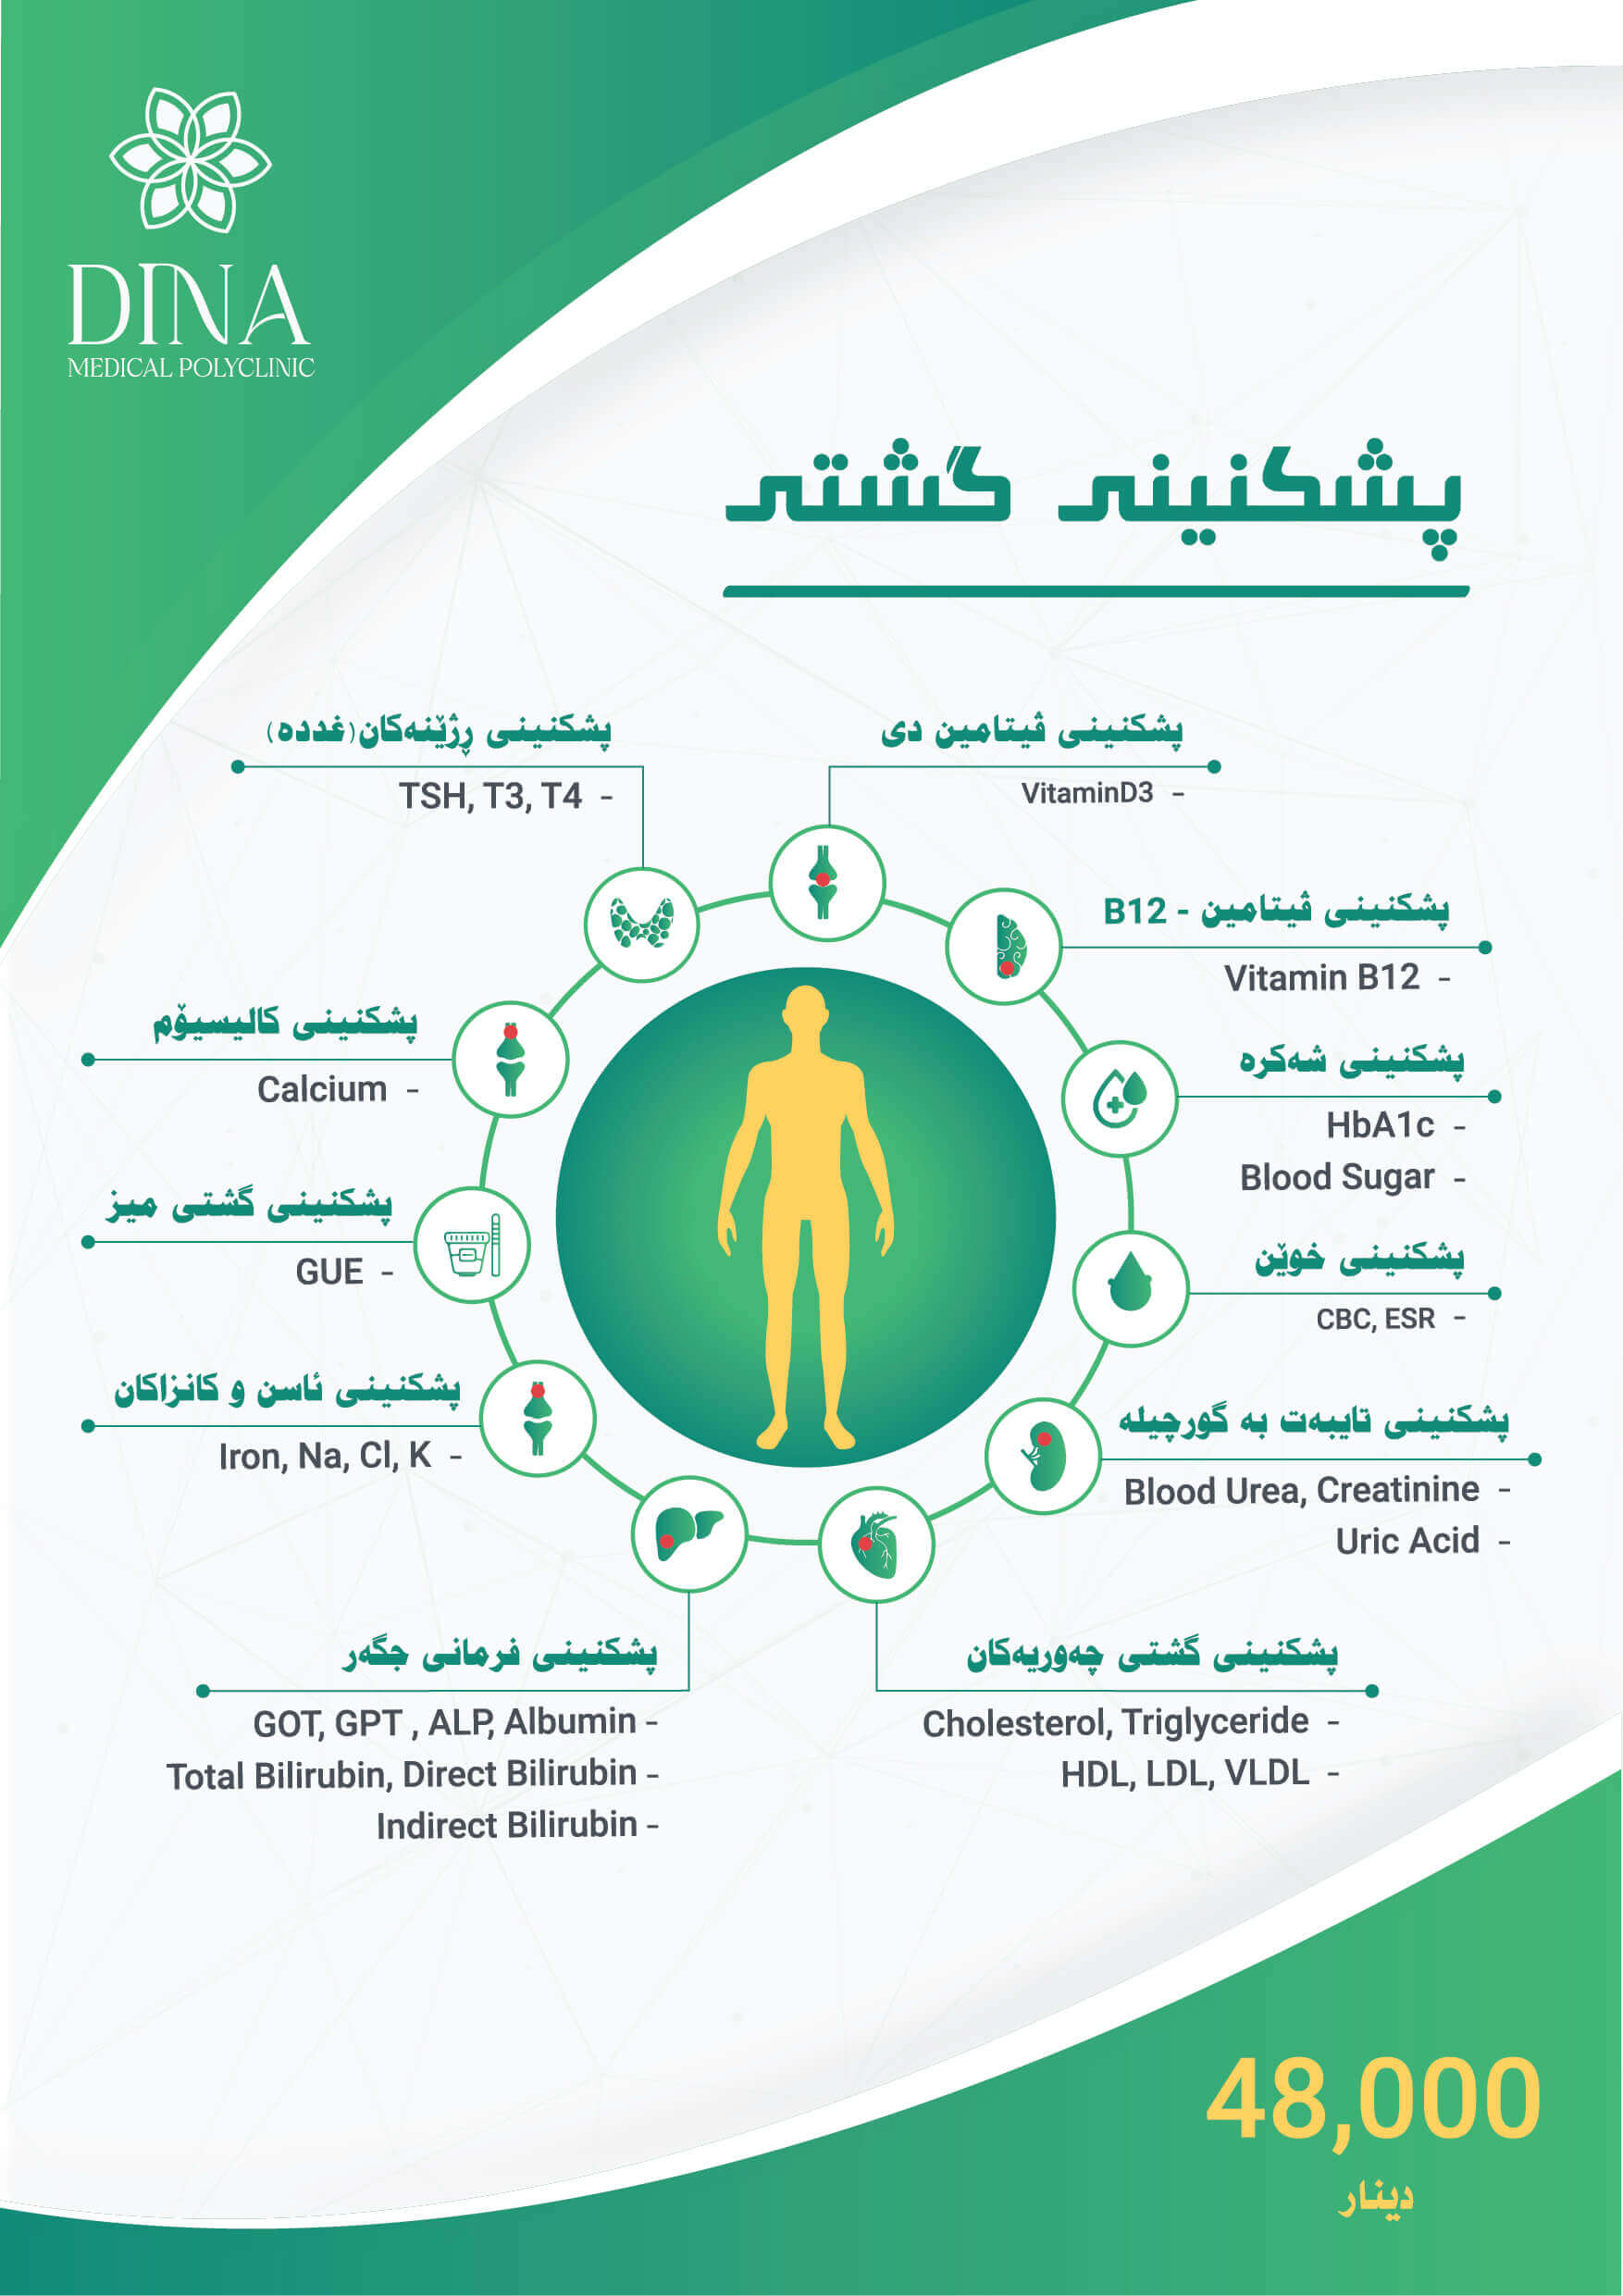 DINA
MEDICAL POLYCLINIC
پشکنینی گشتی
پشکنینی ڤیتامین دی
VitaminD3 -
پشکنینی ڤیتامین - B12
Vitamin B12 -
پشکنینی شەکرە
HbA1c -
Blood Sugar -
پشکنینی خوێن
CBC, ESR -
پشکنینی تایبەت بە گورچیلە
Blood Urea, Creatinine -
Uric Acid -
پشکنینی گشتی چەوریەکان
Cholesterol, Triglyceride -
HDL, LDL, VLDL -
پشکنینی ڕژێنەکان(غددە)
TSH, T3, T4 -
پشکنینی کالیسیۆم
Calcium -
پشکنینی گشتی میز
GUE -
پشکنینی ئاسن و کانزاکان
Iron, Na, Cl, K -
پشکنینی فرمانی جگەر
GOT, GPT , ALP, Albumin -
Total Bilirubin, Direct Bilirubin -
Indirect Bilirubin -
48,000
دینار